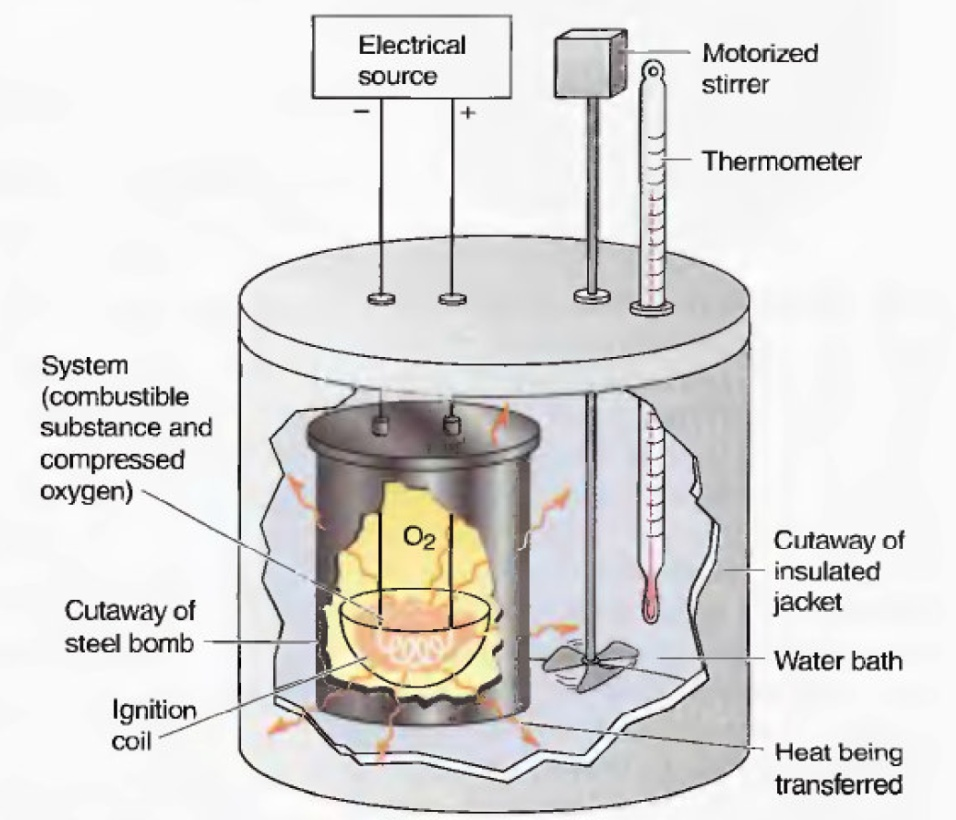 Electrical
source
−
+
Motorized
stirrer
Thermometer
System
(combustible
substance and
compressed
oxygen)
O₂
Cutaway of
insulated
jacket
Cutaway of
steel bomb
Water bath
Ignition
coil
Heat being
transferred